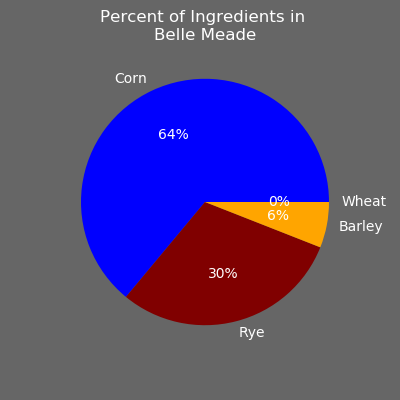 Percent of Ingredients in
Belle Meade
Corn
64%
0%
Wheat
6%
Barley
30%
Rye